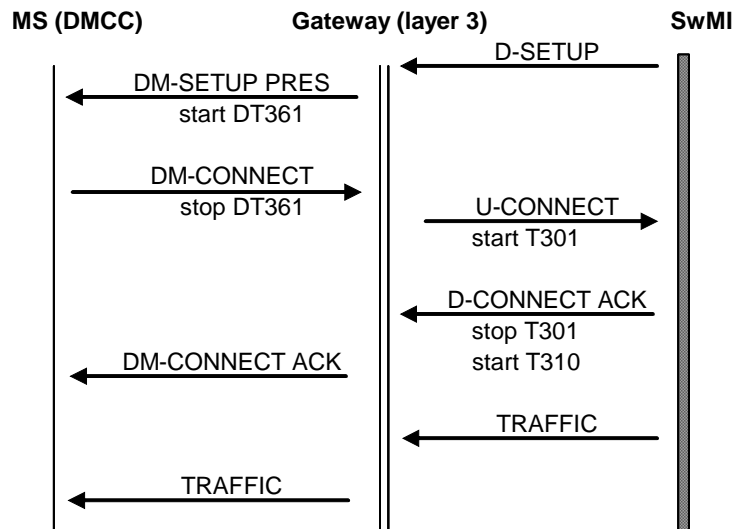 MS (DMCC) Gateway (layer 3) SwMI
D-SETUP
DM-SETUP PRES
start DT361
DM-CONNECT
stop DT361
U-CONNECT
start T301
D-CONNECT ACK
stop T301
start T310
DM-CONNECT ACK
TRAFFIC
TRAFFIC